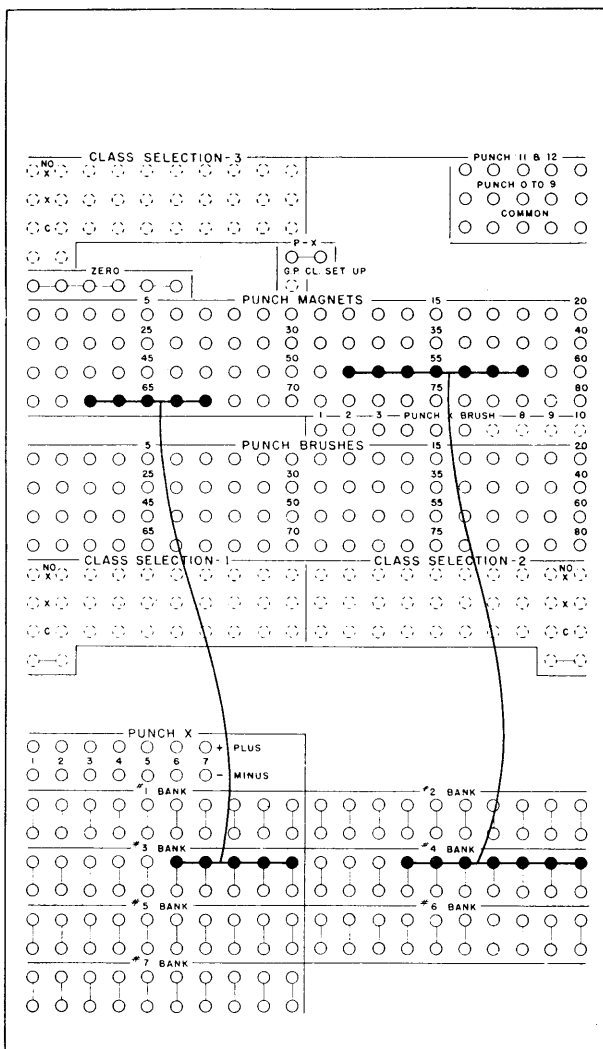 CLASS SELECTION-3
PUNCH 11 & 12
NO
X
PUNCH 0 TO 9
X
COMMON
C
P-X
ZERO
G.P. CL. SET UP
5 PUNCH MAGNETS 15 20
25 30 35 40
45 50 55 60
65 70 75 80
1 2 3 PUNCH X BRUSH 8 9 10
5 PUNCH BRUSHES 15 20
25 30 35 40
45 50 55 60
65 70 75 80
CLASS SELECTION-1 CLASS SELECTION-2
NO NO
X X
X X
C C
PUNCH X
+ PLUS
1 2 3 4 5 6 7
- MINUS
#1 BANK #2 BANK
#3 BANK #4 BANK
#5 BANK #6 BANK
#7 BANK